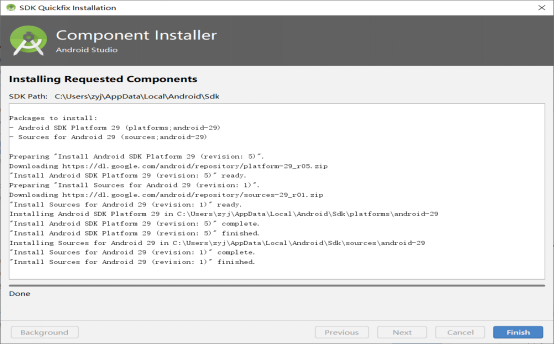 SDK Quickfix Installation
Component Installer
Android Studio
Installing Requested Components
SDK Path: C:\Users\zyj\AppData\Local\Android\Sdk
Packages to install:
- Android SDK Platform 29 (platforms;android-29)
- Sources for Android 29 (sources;android-29)
Preparing "Install Android SDK Platform 29 (revision: 5)".
Downloading https://dl.google.com/android/repository/platform-29_r05.zip
"Install Android SDK Platform 29 (revision: 5)" ready.
Preparing "Install Sources for Android 29 (revision: 1)".
Downloading https://dl.google.com/android/repository/sources-29_r01.zip
"Install Sources for Android 29 (revision: 1)" ready.
Installing Android SDK Platform 29 in C:\Users\zyj\AppData\Local\Android\Sdk\platforms\android-29
"Install Android SDK Platform 29 (revision: 5)" complete.
"Install Android SDK Platform 29 (revision: 5)" finished.
Installing Sources for Android 29 in C:\Users\zyj\AppData\Local\Android\Sdk\sources\android-29
"Install Sources for Android 29 (revision: 1)" complete.
"Install Sources for Android 29 (revision: 1)" finished.
Done
Background Previous Next Cancel Finish